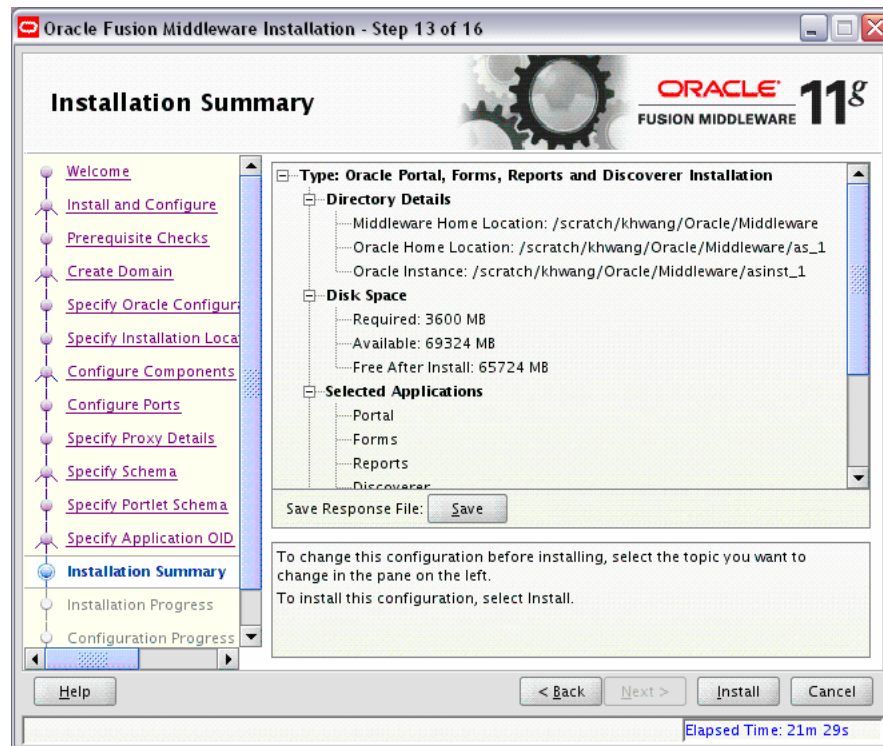 Oracle Fusion Middleware Installation - Step 13 of 16
Installation Summary
ORACLE
FUSION MIDDLEWARE
11g
Welcome
Install and Configure
Prerequisite Checks
Create Domain
Specify Oracle Configura
Specify Installation Loca
Configure Components
Configure Ports
Specify Proxy Details
Specify Schema
Specify Portlet Schema
Specify Application OID
Installation Summary
Installation Progress
Configuration Progress
Type: Oracle Portal, Forms, Reports and Discoverer Installation
Directory Details
Middleware Home Location: /scratch/khwang/Oracle/Middleware
Oracle Home Location: /scratch/khwang/Oracle/Middleware/as_1
Oracle Instance: /scratch/khwang/Oracle/Middleware/asinst_1
Disk Space
Required: 3600 MB
Available: 69324 MB
Free After Install: 65724 MB
Selected Applications
Portal
Forms
Reports
Discoverer
Save Response File: Save
To change this configuration before installing, select the topic you want to
change in the pane on the left.
To install this configuration, select Install.
Help
< Back
Next >
Install
Cancel
Elapsed Time: 21m 29s